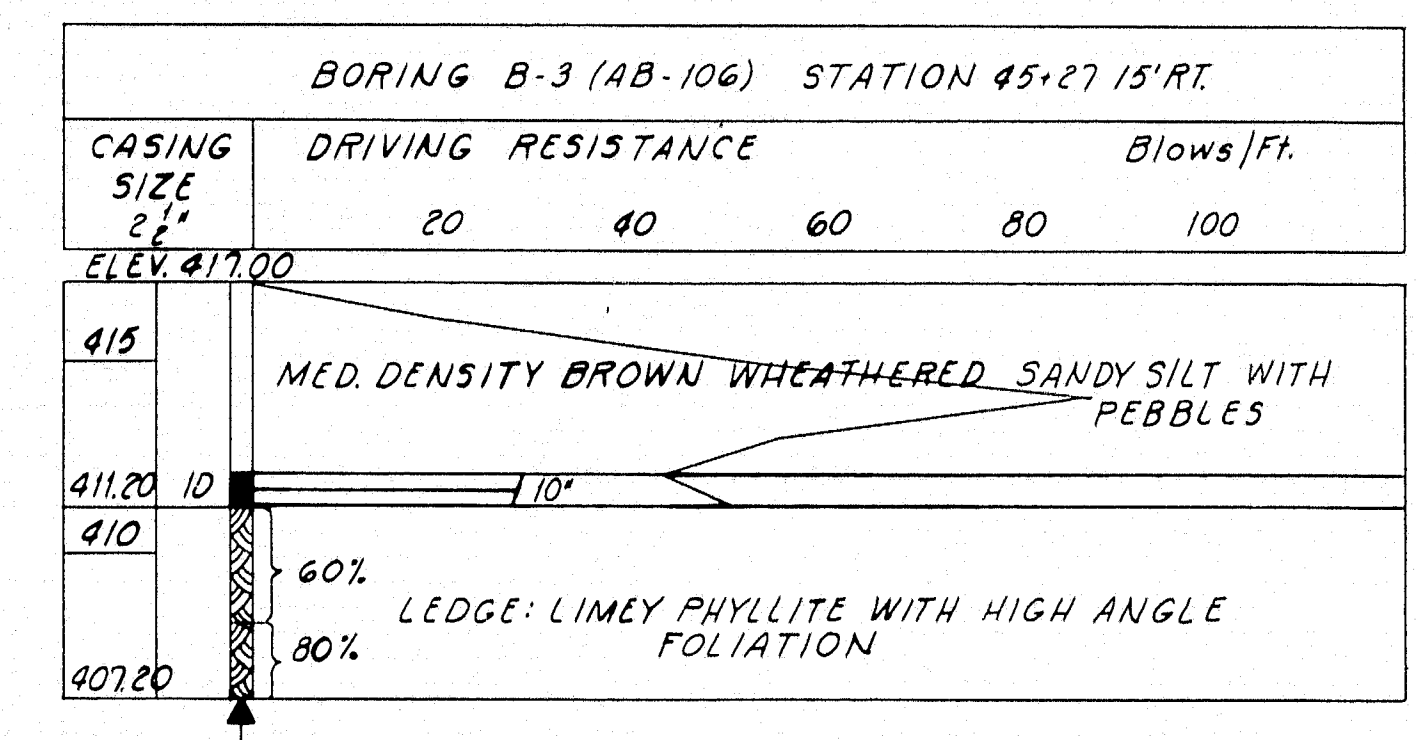 BORING B-3 (AB-106) STATION 45+27 15' RT.
CASING SIZE 2 1/2"
DRIVING RESISTANCE Blows/Ft.
20 40 60 80 100
ELEV. 417.00
415
MED. DENSITY BROWN WHEATHERED SANDY SILT WITH
PEBBLES
411.20 1D 10"
410
60%
LEDGE: LIMEY PHYLLITE WITH HIGH ANGLE
FOLIATION
80%
407.20